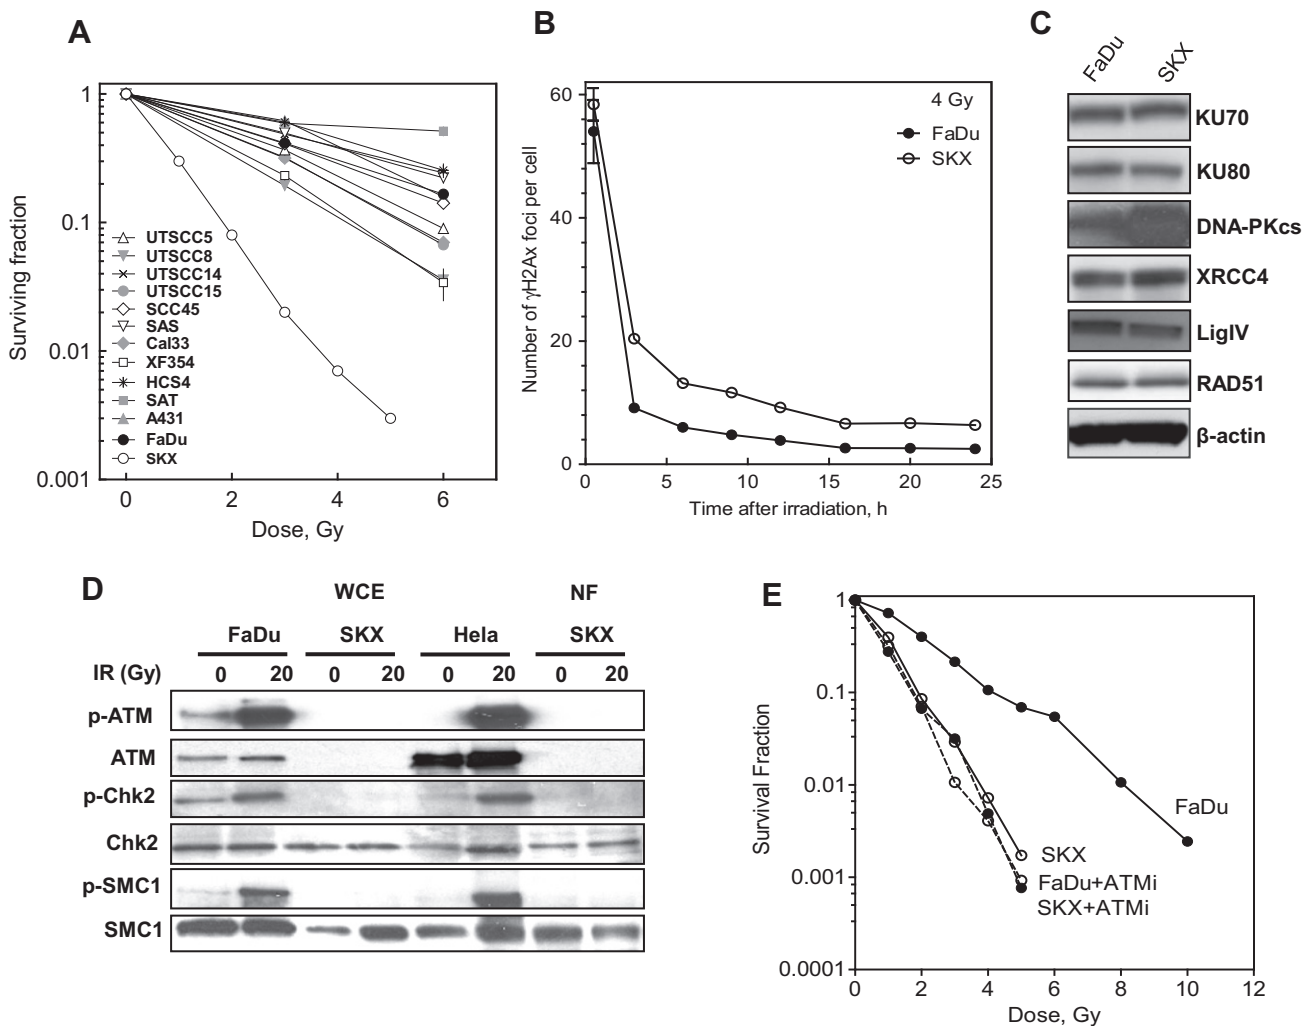 A
Surviving fraction
1
0.1
0.01
0.001
UTSCC5
UTSCC8
UTSCC14
UTSCC15
SCC45
SAS
Cal33
XF354
HCS4
SAT
A431
FaDu
SKX
0 2 4 6
Dose, Gy
B
Number of γH2Ax foci per cell
60
40
20
0
4 Gy
FaDu
SKX
0 5 10 15 20 25
Time after irradiation, h
C
FaDu SKX
KU70
KU80
DNA-PKcs
XRCC4
LigIV
RAD51
β-actin
D
WCE NF
FaDu SKX Hela SKX
IR (Gy) 0 20 0 20 0 20 0 20
p-ATM
ATM
p-Chk2
Chk2
p-SMC1
SMC1
E
Survival Fraction
1
0.1
0.01
0.001
0.0001
FaDu
SKX
FaDu+ATMi
SKX+ATMi
0 2 4 6 8 10 12
Dose, Gy